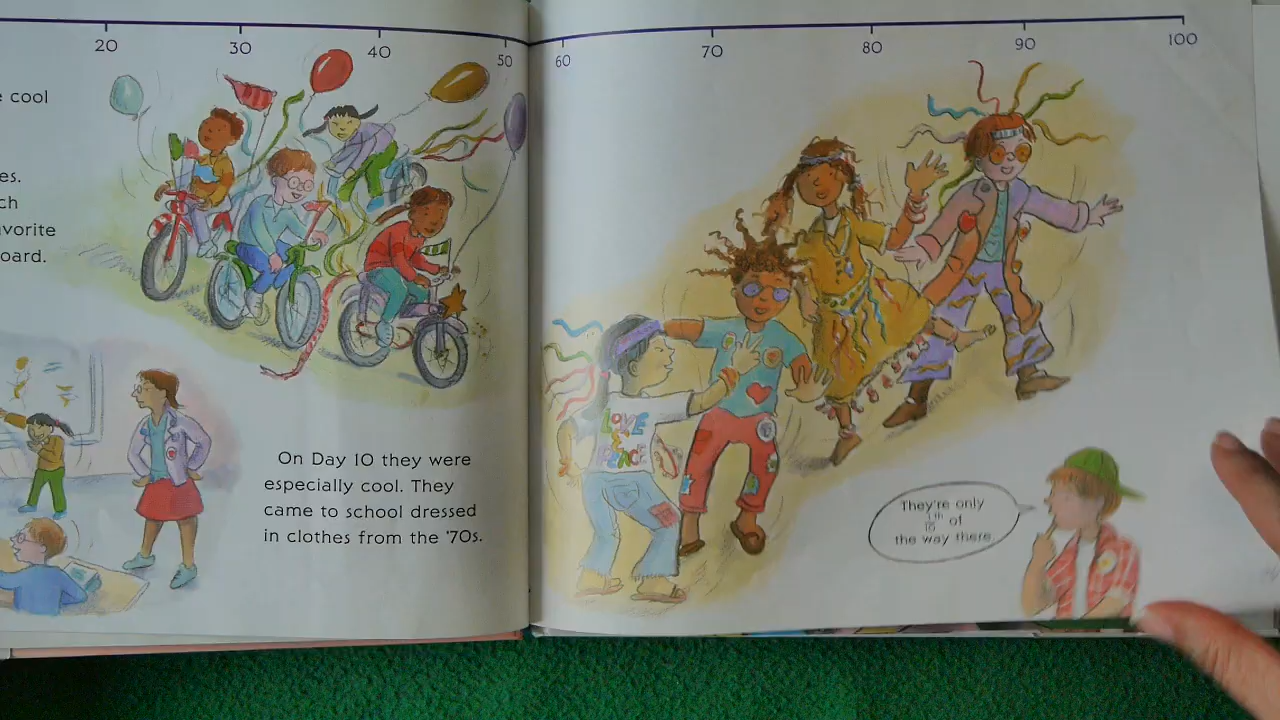 20 30 40 50 60 70 80 90 100
e cool
es.
ch
avorite
oard.
On Day 10 they were
especially cool. They
came to school dressed
in clothes from the '70s.
LOVE
&
PEACE
They're only
1/10 th of
the way there